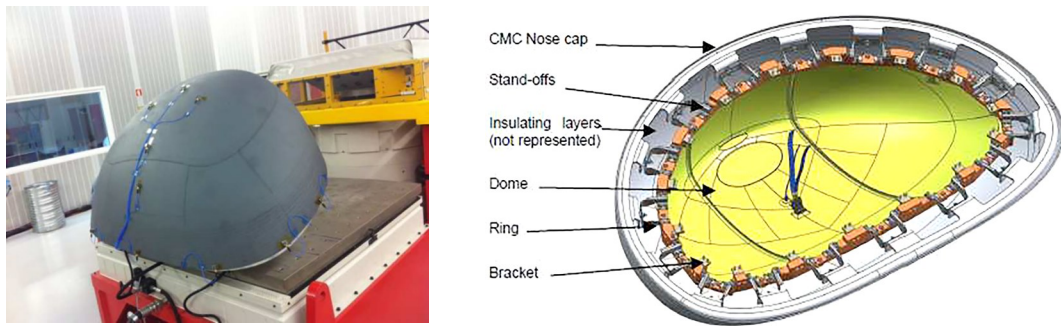 CMC Nose cap
Stand-offs
Insulating layers
(not represented)
Dome
Ring
Bracket